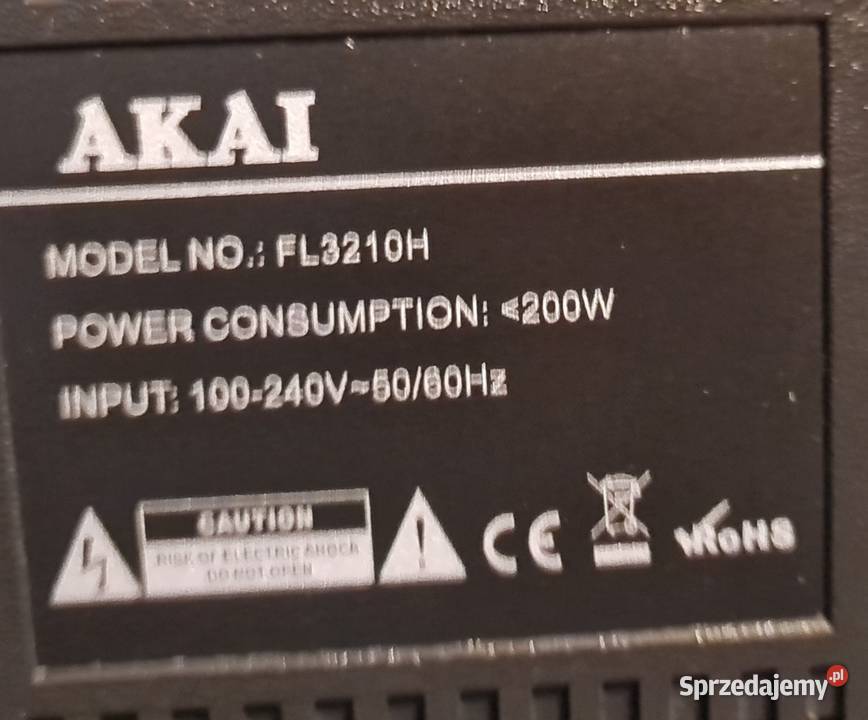 AKAI
MODEL NO.: FL3210H
POWER CONSUMPTION: <200W
INPUT: 100-240V~50/60Hz
CAUTION
RISK OF ELECTRIC SHOCK
DO NOT OPEN
CE
RoHS
Sprzedajemy.pl